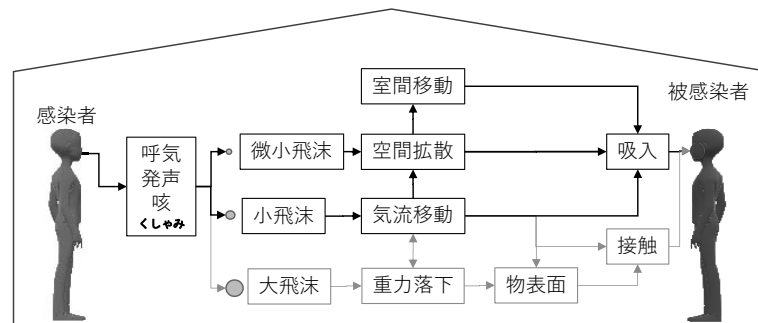 室間移動
感染者
被感染者
呼気
発声
咳
くしゃみ
微小飛沫
空間拡散
吸入
小飛沫
気流移動
接触
大飛沫
重力落下
物表面